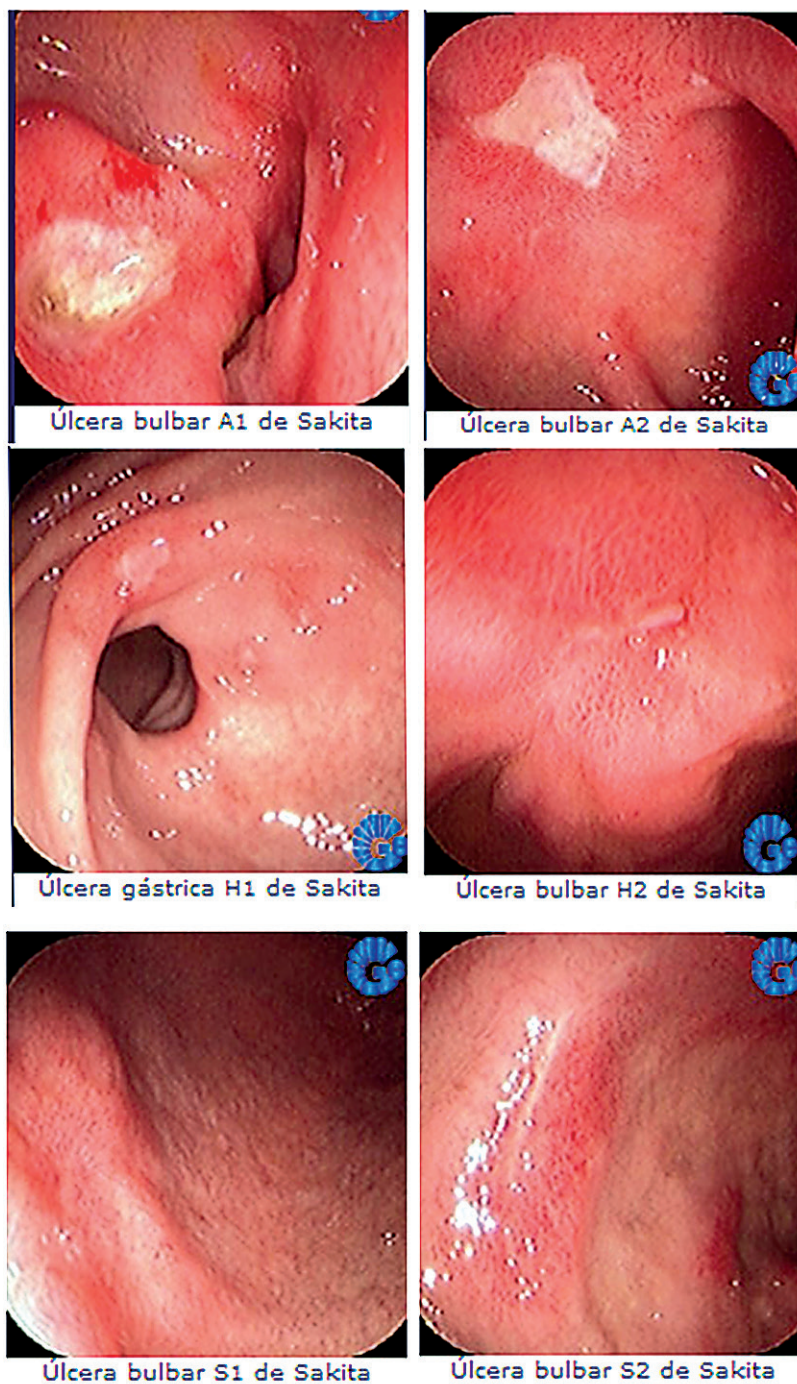 Úlcera bulbar A1 de Sakita
Úlcera bulbar A2 de Sakita
Úlcera gástrica H1 de Sakita
Úlcera bulbar H2 de Sakita
Úlcera bulbar S1 de Sakita
Úlcera bulbar S2 de Sakita